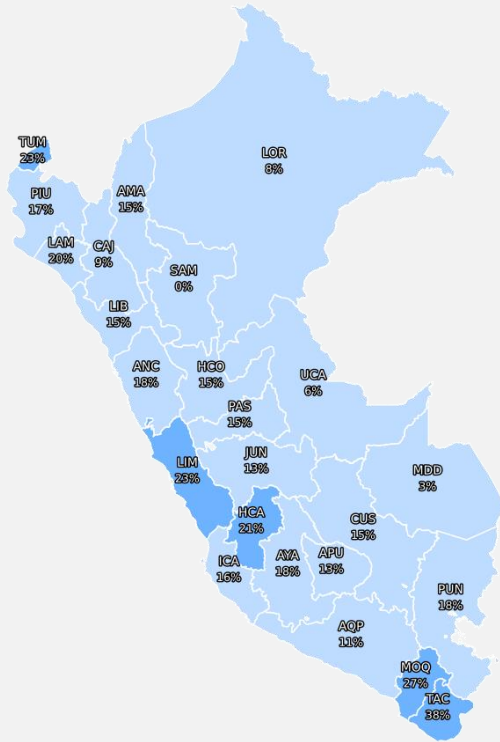 TUM
23%
LOR
8%
PIU
17%
AMA
15%
LAM
20%
CAJ
9%
SAM
0%
LIB
15%
ANC
18%
HCO
15%
UCA
6%
PAS
15%
LIM
23%
JUN
13%
MDD
3%
HCA
21%
CUS
15%
ICA
16%
AYA
18%
APU
13%
PUN
18%
AQP
11%
MOQ
27%
TAC
38%